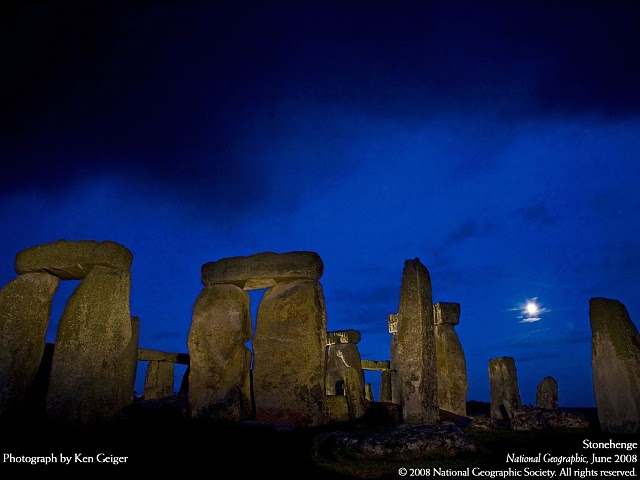 Stonehenge
Photograph by Ken Geiger
National Geographic, June 2008
© 2008 National Geographic Society. All rights reserved.